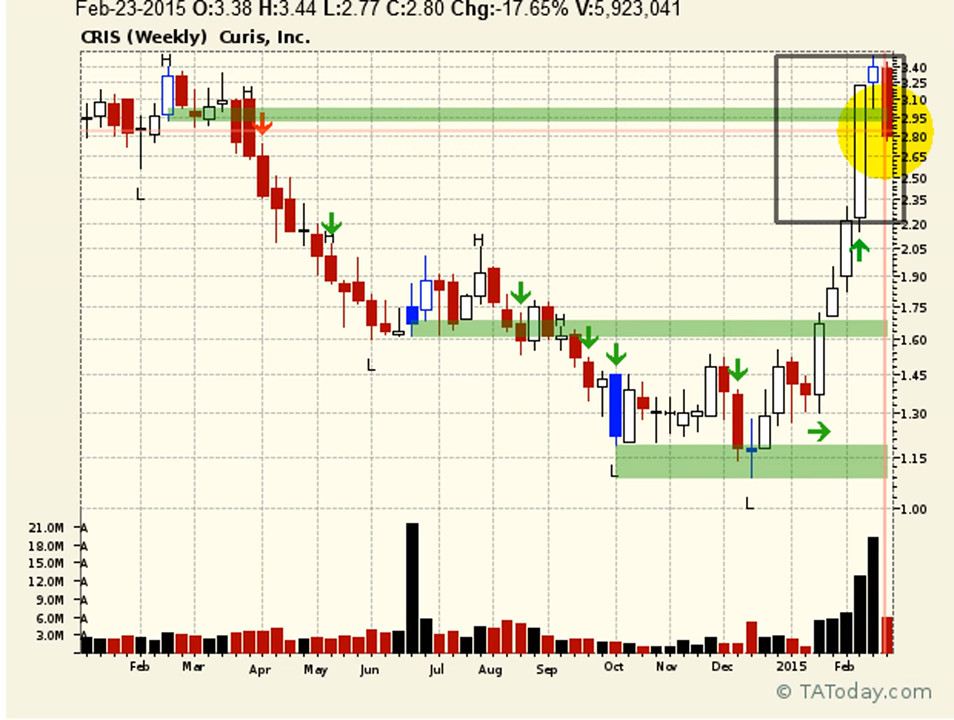 Feb-23-2015 O:3.38 H:3.44 L:2.77 C:2.80 Chg:-17.65% V:5,923,041
CRIS (Weekly) Curis, Inc.
H
3.40
3.25
H
3.10
2.95
2.80
2.65
2.50
L
2.35
2.20
H
H
2.05
1.90
1.75
H
1.60
L
1.45
1.30
1.15
L
L
1.00
21.0M A
18.0M A
15.0M A
12.0M A
9.0M A
6.0M A
3.0M A
Feb Mar Apr May Jun Jul Aug Sep Oct Nov Dec 2015 Feb
© TAToday.com